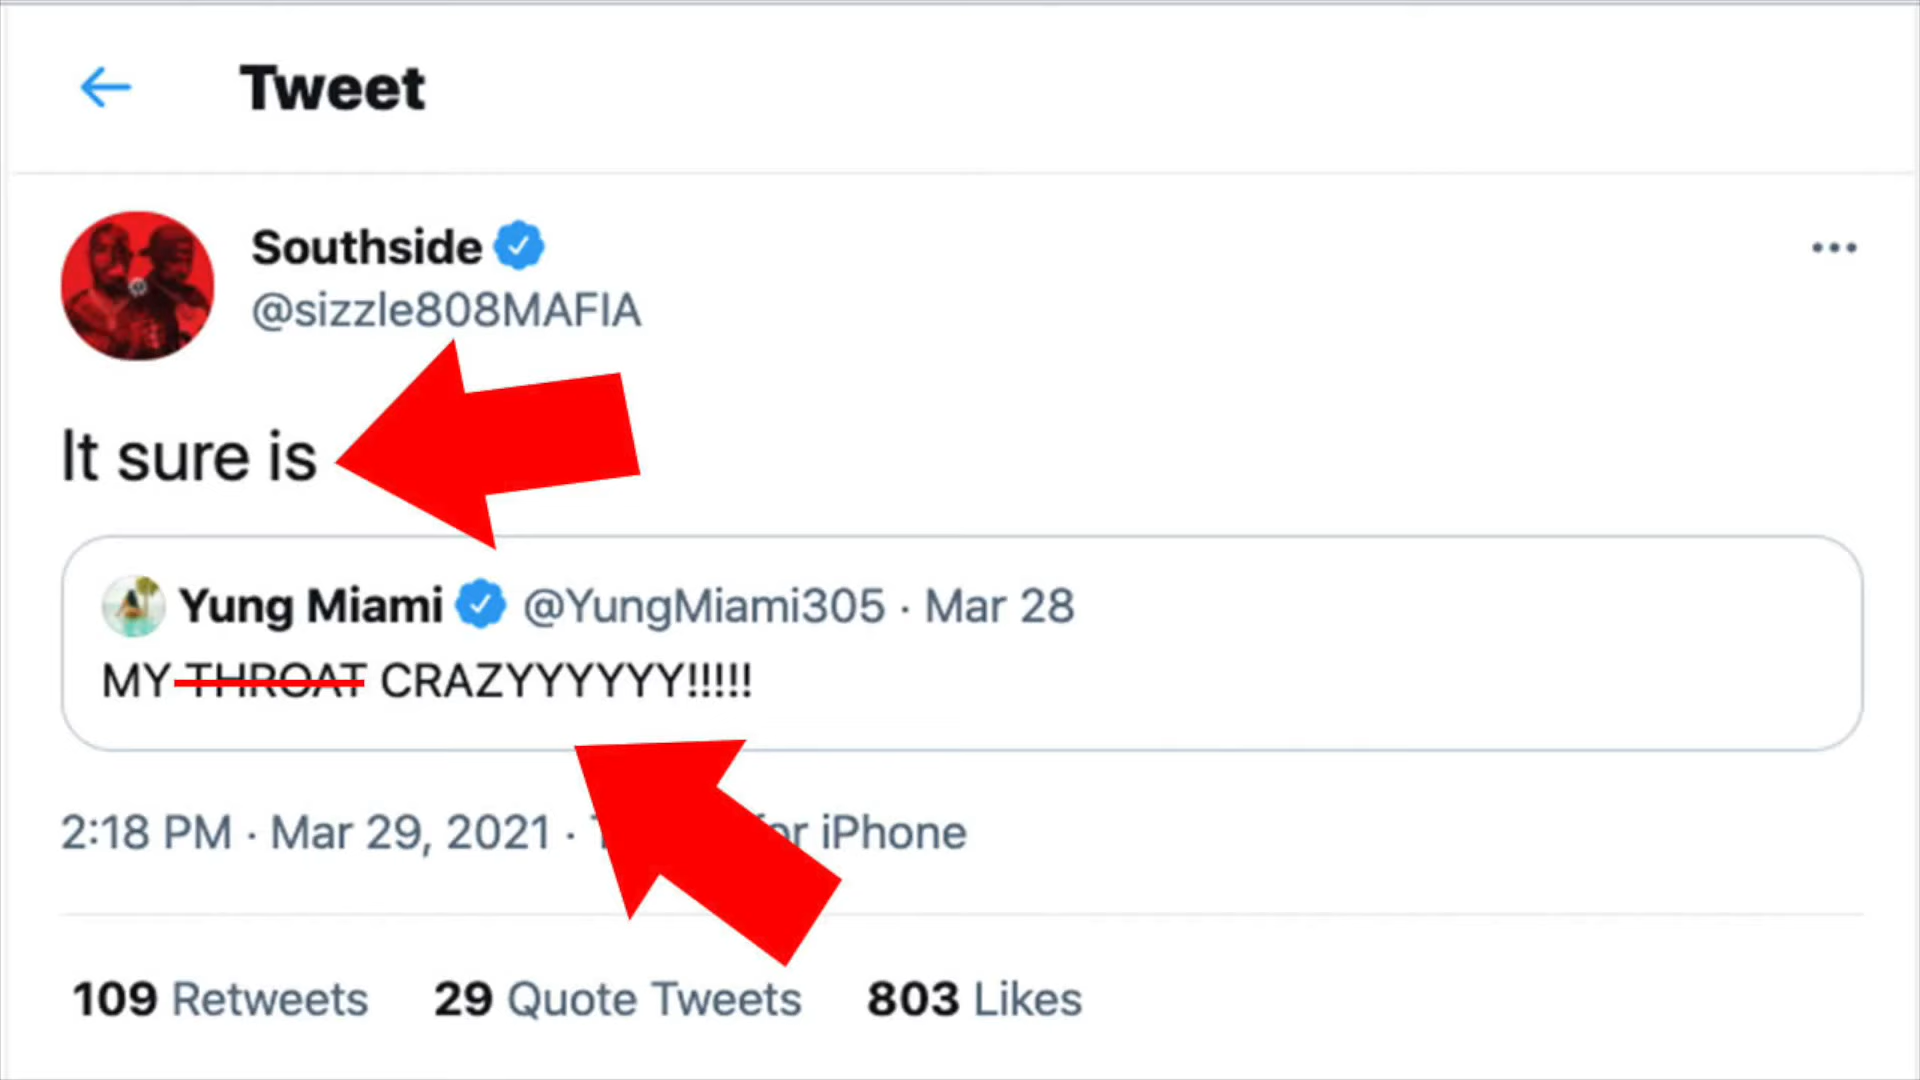 Tweet
Southside
@sizzle808MAFIA
It sure is
Yung Miami @YungMiami305 · Mar 28
MY THROAT CRAZYYYYYY!!!!!
2:18 PM · Mar 29, 2021 · for iPhone
109 Retweets 29 Quote Tweets 803 Likes